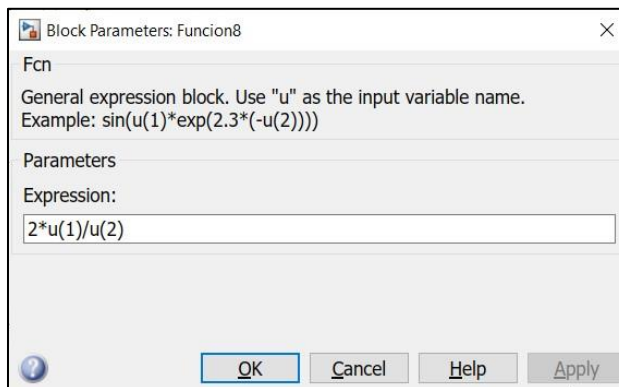 Block Parameters: Funcion8
Fcn
General expression block. Use "u" as the input variable name.
Example: sin(u(1)*exp(2.3*(-u(2))))
Parameters
Expression:
2*u(1)/u(2)
OK Cancel Help Apply